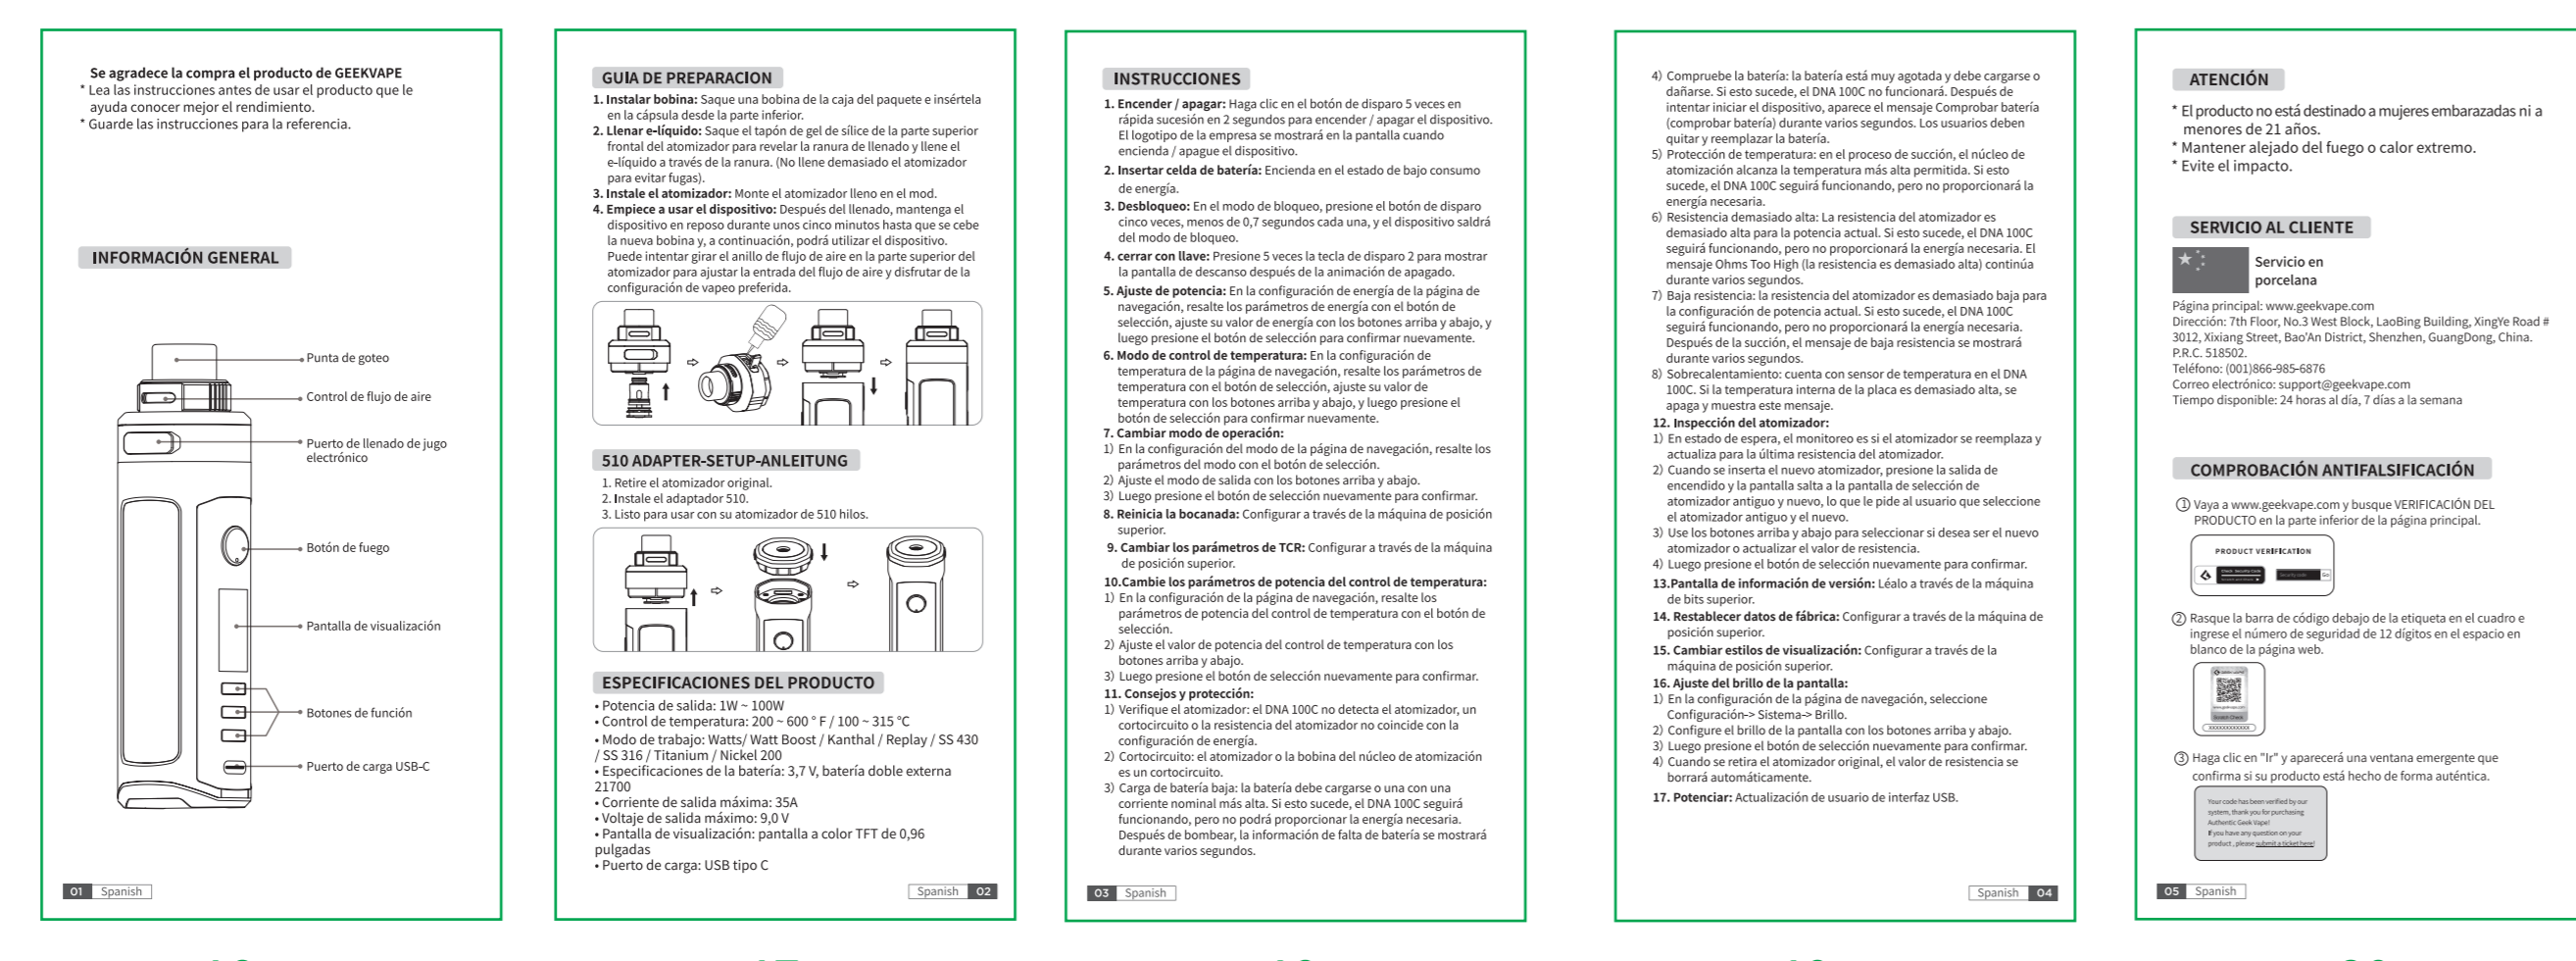 Se agradece la compra el producto de GEEKVAPE
* Lea las instrucciones antes de usar el producto que le
ayuda conocer mejor el rendimiento.
* Guarde las instrucciones para la referencia.
INFORMACIÓN GENERAL
Punta de goteo
Control de flujo de aire
Puerto de llenado de jugo
electrónico
Botón de fuego
Pantalla de visualización
Botones de función
Puerto de carga USB-C
01 Spanish
GUIA DE PREPARACION
1. Instalar bobina: Saque una bobina de la caja del paquete e insértela
en la cápsula desde la parte inferior.
2. Llenar e-líquido: Saque el tapón de gel de sílice de la parte superior
frontal del atomizador para revelar la ranura de llenado y llene el
e-líquido a través de la ranura. (No llene demasiado el atomizador
para evitar fugas).
3. Instale el atomizador: Monte el atomizador lleno en el mod.
4. Empiece a usar el dispositivo: Después del llenado, mantenga el
dispositivo en reposo durante unos cinco minutos hasta que se cebe
la nueva bobina y, a continuación, podrá utilizar el dispositivo.
Puede intentar girar el anillo de flujo de aire en la parte superior del
atomizador para ajustar la entrada del flujo de aire y disfrutar de la
configuración de vapeo preferida.
510 ADAPTER-SETUP-ANLEITUNG
1. Retire el atomizador original.
2. Instale el adaptador 510.
3. Listo para usar con su atomizador de 510 hilos.
ESPECIFICACIONES DEL PRODUCTO
• Potencia de salida: 1W ~ 100W
• Control de temperatura: 200 ~ 600 ° F / 100 ~ 315 °C
• Modo de trabajo: Watts/ Watt Boost / Kanthal / Replay / SS 430
/ SS 316 / Titanium / Nickel 200
• Especificaciones de la batería: 3,7 V, batería doble externa
21700
• Corriente de salida máxima: 35A
• Voltaje de salida máximo: 9,0 V
• Pantalla de visualización: pantalla a color TFT de 0,96
pulgadas
• Puerto de carga: USB tipo C
Spanish 02
INSTRUCCIONES
1. Encender / apagar: Haga clic en el botón de disparo 5 veces en
rápida sucesión en 2 segundos para encender / apagar el dispositivo.
El logotipo de la empresa se mostrará en la pantalla cuando
encienda / apague el dispositivo.
2. Insertar celda de batería: Encienda en el estado de bajo consumo
de energía.
3. Desbloqueo: En el modo de bloqueo, presione el botón de disparo
cinco veces, menos de 0,7 segundos cada una, y el dispositivo saldrá
del modo de bloqueo.
4. cerrar con llave: Presione 5 veces la tecla de disparo 2 para mostrar
la pantalla de descanso después de la animación de apagado.
5. Ajuste de potencia: En la configuración de energía de la página de
navegación, resalte los parámetros de energía con el botón de
selección, ajuste su valor de energía con los botones arriba y abajo, y
luego presione el botón de selección para confirmar nuevamente.
6. Modo de control de temperatura: En la configuración de
temperatura de la página de navegación, resalte los parámetros de
temperatura con el botón de selección, ajuste su valor de
temperatura con los botones arriba y abajo, y luego presione el
botón de selección para confirmar nuevamente.
7. Cambiar modo de operación:
1) En la configuración del modo de la página de navegación, resalte los
parámetros del modo con el botón de selección.
2) Ajuste el modo de salida con los botones arriba y abajo.
3) Luego presione el botón de selección nuevamente para confirmar.
8. Reinicia la bocanada: Configurar a través de la máquina de posición
superior.
9. Cambiar los parámetros de TCR: Configurar a través de la máquina
de posición superior.
10.Cambie los parámetros de potencia del control de temperatura:
1) En la configuración de la página de navegación, resalte los
parámetros de potencia del control de temperatura con el botón de
selección.
2) Ajuste el valor de potencia del control de temperatura con los
botones arriba y abajo.
3) Luego presione el botón de selección nuevamente para confirmar.
11. Consejos y protección:
1) Verifique el atomizador: el DNA 100C no detecta el atomizador, un
cortocircuito o la resistencia del atomizador no coincide con la
configuración de energía.
2) Cortocircuito: el atomizador o la bobina del núcleo de atomización
es un cortocircuito.
3) Carga de batería baja: la batería debe cargarse o una con una
corriente nominal más alta. Si esto sucede, el DNA 100C seguirá
funcionando, pero no podrá proporcionar la energía necesaria.
Después de bombear, la información de falta de batería se mostrará
durante varios segundos.
03 Spanish
4) Compruebe la batería: la batería está muy agotada y debe cargarse o
dañarse. Si esto sucede, el DNA 100C no funcionará. Después de
intentar iniciar el dispositivo, aparece el mensaje Comprobar batería
(comprobar batería) durante varios segundos. Los usuarios deben
quitar y reemplazar la batería.
5) Protección de temperatura: en el proceso de succión, el núcleo de
atomización alcanza la temperatura más alta permitida. Si esto
sucede, el DNA 100C seguirá funcionando, pero no proporcionará la
energía necesaria.
6) Resistencia demasiado alta: La resistencia del atomizador es
demasiado alta para la potencia actual. Si esto sucede, el DNA 100C
seguirá funcionando, pero no proporcionará la energía necesaria. El
mensaje Ohms Too High (la resistencia es demasiado alta) continúa
durante varios segundos.
7) Baja resistencia: la resistencia del atomizador es demasiado baja para
la configuración de potencia actual. Si esto sucede, el DNA 100C
seguirá funcionando, pero no proporcionará la energía necesaria.
Después de la succión, el mensaje de baja resistencia se mostrará
durante varios segundos.
8) Sobrecalentamiento: cuenta con sensor de temperatura en el DNA
100C. Si la temperatura interna de la placa es demasiado alta, se
apaga y muestra este mensaje.
12. Inspección del atomizador:
1) En estado de espera, el monitoreo es si el atomizador se reemplaza y
actualiza para la última resistencia del atomizador.
2) Cuando se inserta el nuevo atomizador, presione la salida de
encendido y la pantalla salta a la pantalla de selección de
atomizador antiguo y nuevo, lo que le pide al usuario que seleccione
el atomizador antiguo y el nuevo.
3) Use los botones arriba y abajo para seleccionar si desea ser el nuevo
atomizador o actualizar el valor de resistencia.
4) Luego presione el botón de selección nuevamente para confirmar.
13.Pantalla de información de versión: Léalo a través de la máquina
de bits superior.
14. Restablecer datos de fábrica: Configurar a través de la máquina de
posición superior.
15. Cambiar estilos de visualización: Configurar a través de la
máquina de posición superior.
16. Ajuste del brillo de la pantalla:
1) En la configuración de la página de navegación, seleccione
Configuración-> Sistema-> Brillo.
2) Configure el brillo de la pantalla con los botones arriba y abajo.
3) Luego presione el botón de selección nuevamente para confirmar.
4) Cuando se retira el atomizador original, el valor de resistencia se
borrará automáticamente.
17. Potenciar: Actualización de usuario de interfaz USB.
Spanish 04
ATENCIÓN
* El producto no está destinado a mujeres embarazadas ni a
menores de 21 años.
* Mantener alejado del fuego o calor extremo.
* Evite el impacto.
SERVICIO AL CLIENTE
Servicio en
porcelana
Página principal: www.geekvape.com
Dirección: 7th Floor, No.3 West Block, LaoBing Building, XingYe Road #
3012, Xixiang Street, Bao'An District, Shenzhen, GuangDong, China.
P.R.C. 518502.
Teléfono: (001)866-985-6876
Correo electrónico: support@geekvape.com
Tiempo disponible: 24 horas al día, 7 días a la semana
COMPROBACIÓN ANTIFALSIFICACIÓN
① Vaya a www.geekvape.com y busque VERIFICACIÓN DEL
PRODUCTO en la parte inferior de la página principal.
PRODUCT VERIFICATION
② Rasque la barra de código debajo de la etiqueta en el cuadro e
ingrese el número de seguridad de 12 dígitos en el espacio en
blanco de la página web.
Scratch Check
XXXXXXXXXXXX
③ Haga clic en "Ir" y aparecerá una ventana emergente que
confirma si su producto está hecho de forma auténtica.
Your code has been verified by our
system, thank you for purchasing
Authentic Geek Vape!
If you have any question on your
product , please submit a ticket here!
05 Spanish